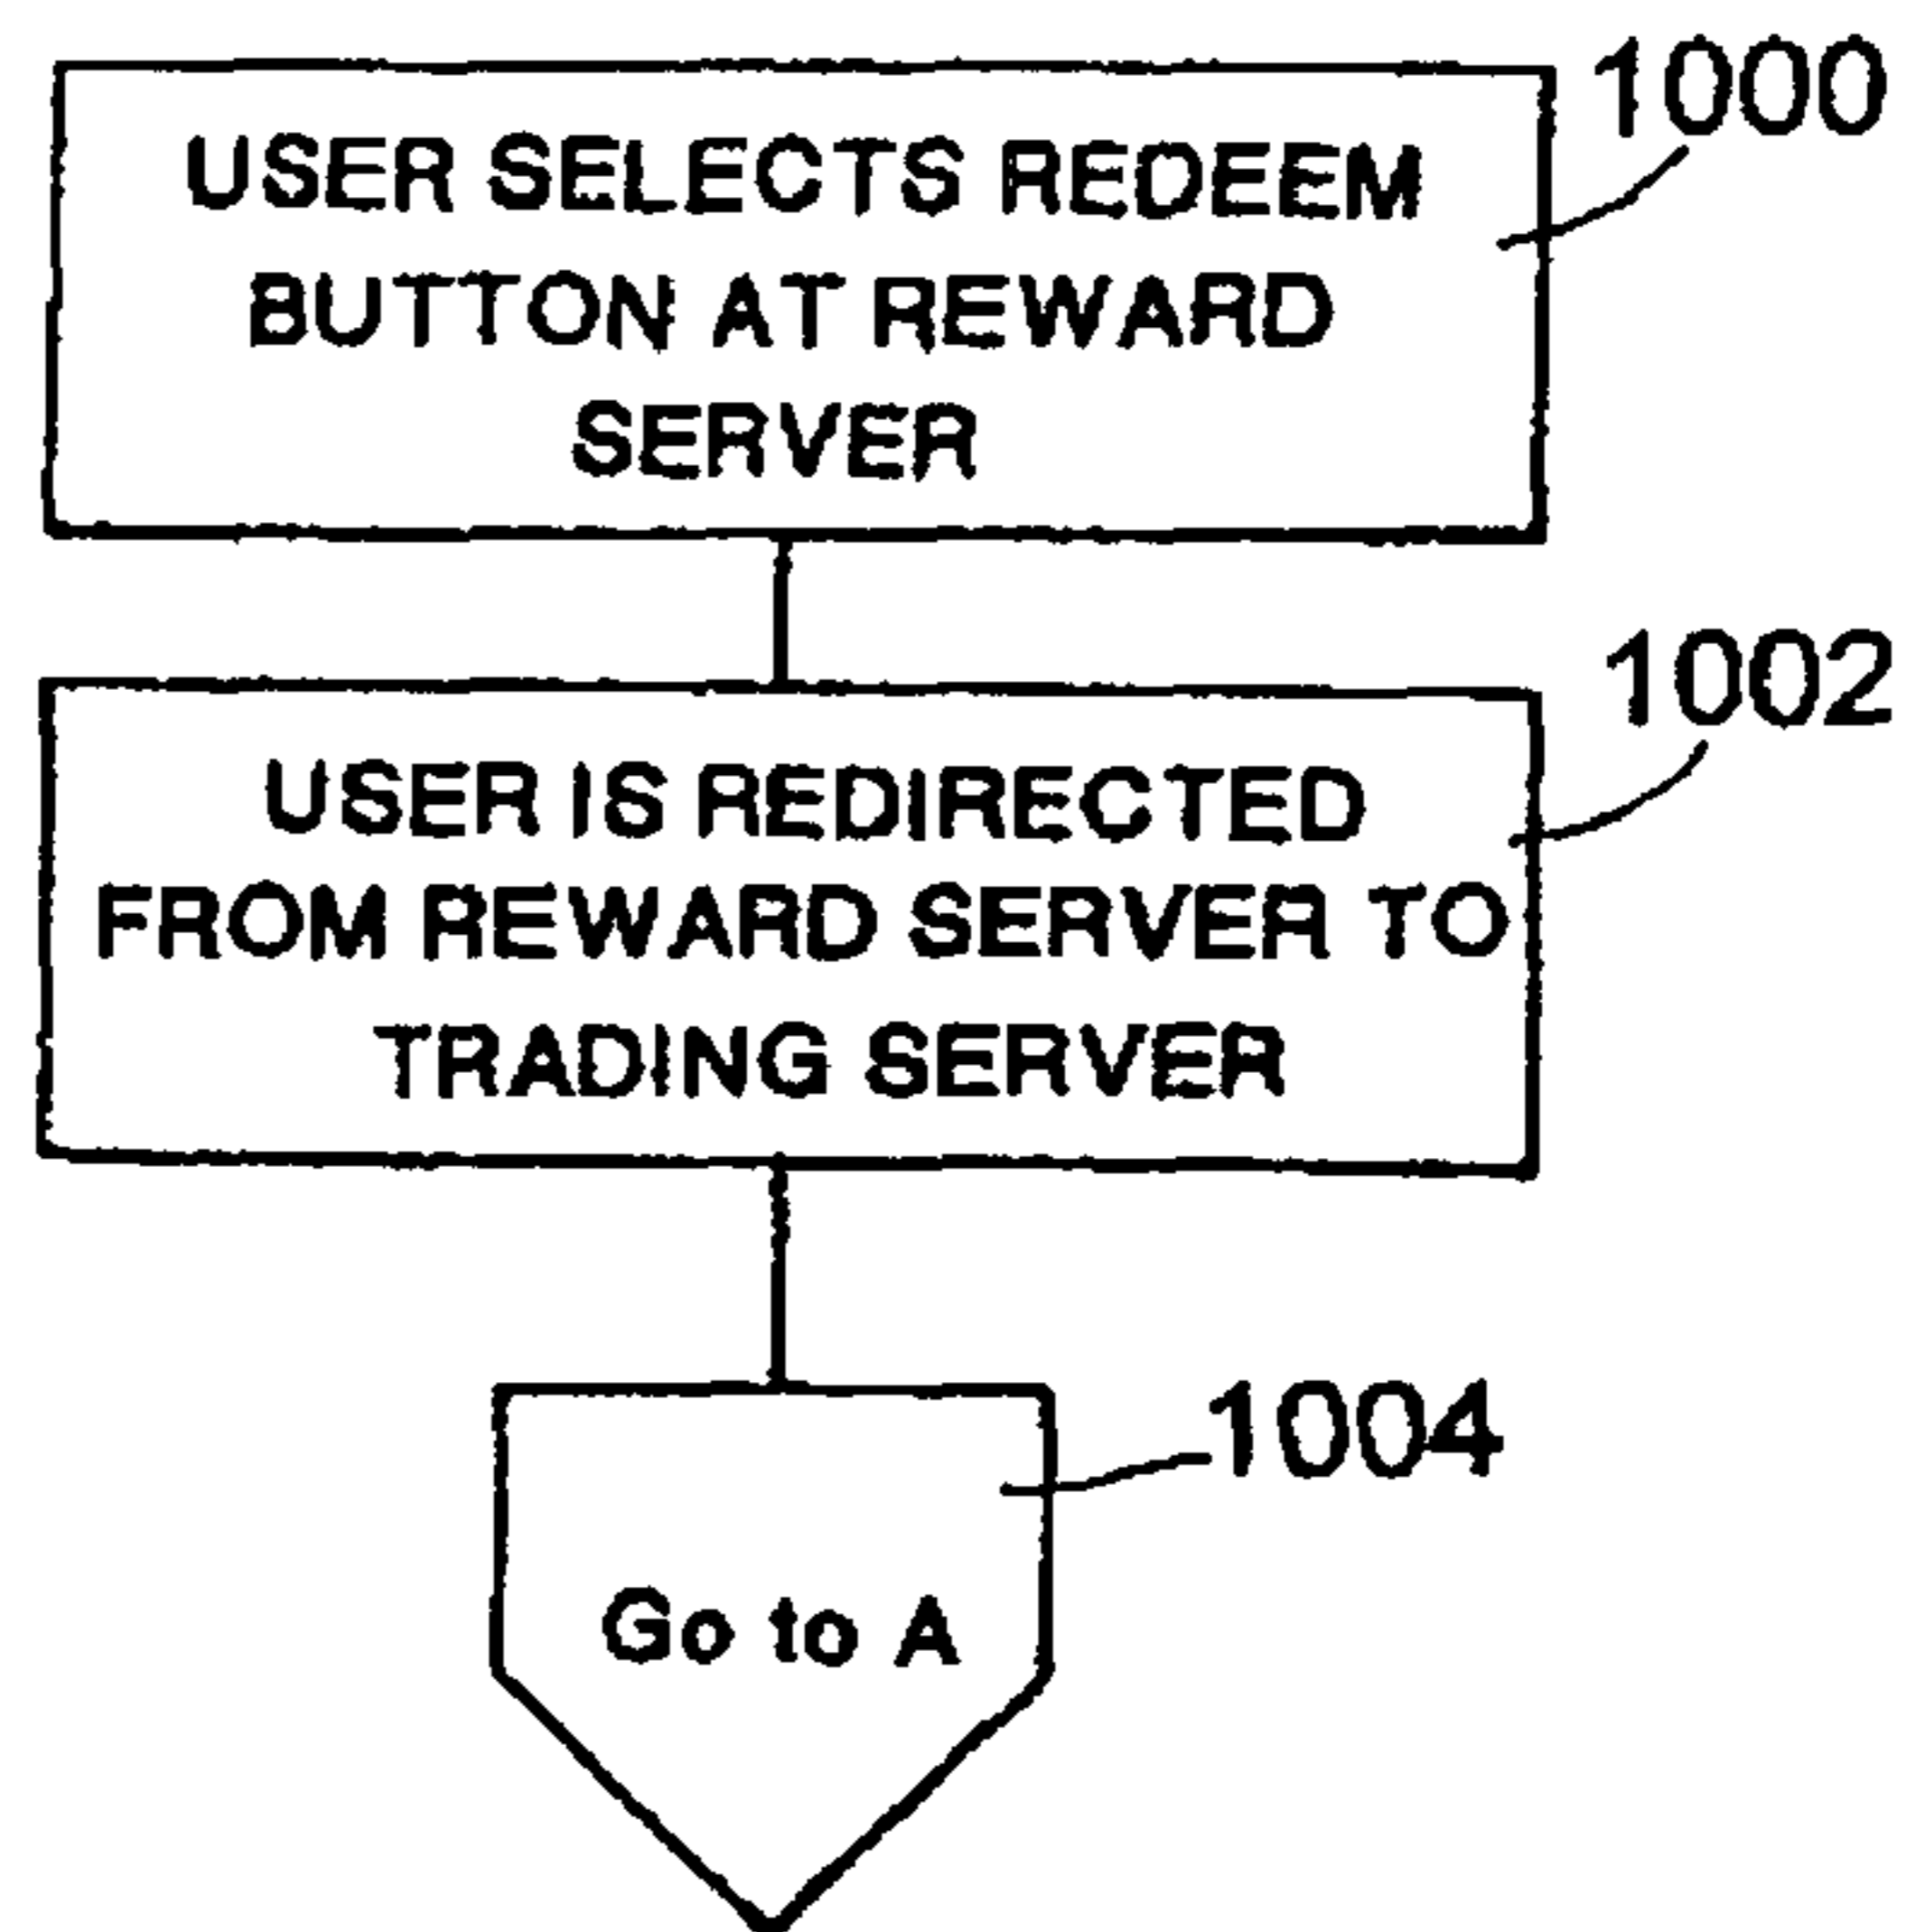 1000
USER SELECTS REDEEM
BUTTON AT REWARD
SERVER
1002
USER IS REDIRECTED
FROM REWARD SERVER TO
TRADING SERVER
1004
Go to A